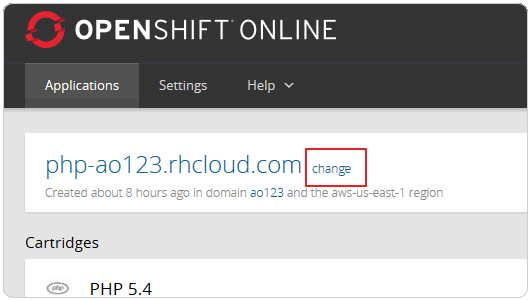 OPENSHIFT ONLINE
Applications Settings Help
php-ao123.rhcloud.com change
Created about 8 hours ago in domain ao123 and the aws-us-east-1 region
Cartridges
php PHP 5.4